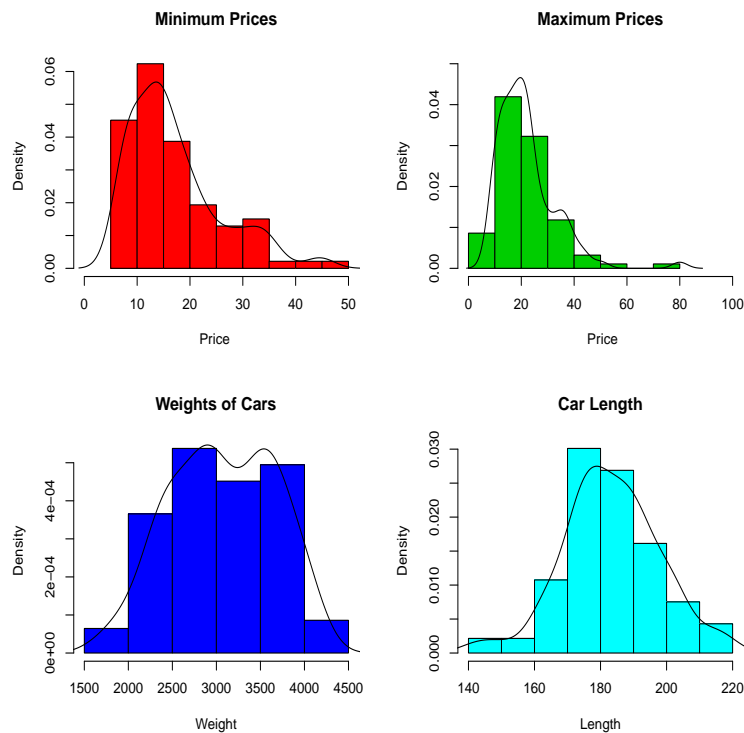 Minimum Prices
Density
0.00 0.02 0.04 0.06
0 10 20 30 40 50
Price
Maximum Prices
Density
0.00 0.02 0.04
0 20 40 60 80 100
Price
Weights of Cars
Density
0e+00 2e−04 4e−04
1500 2000 2500 3000 3500 4000 4500
Weight
Car Length
Density
0.000 0.010 0.020 0.030
140 160 180 200 220
Length